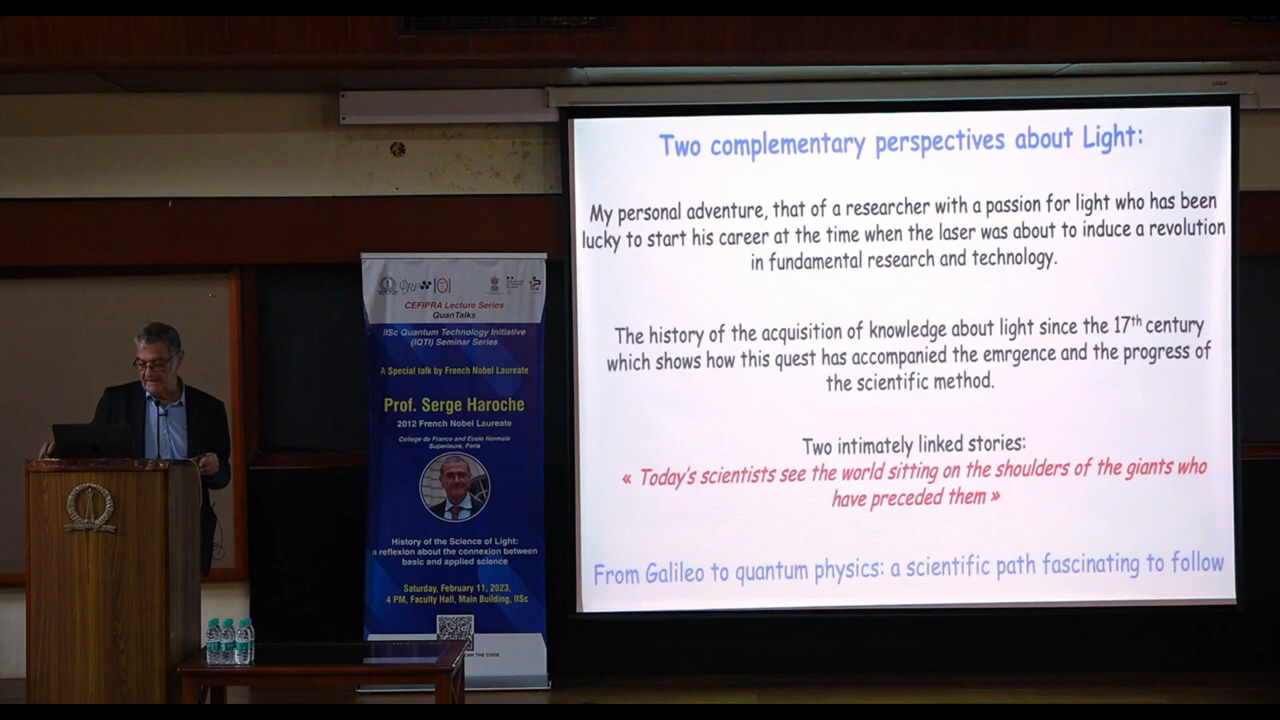 Two complementary perspectives about Light:
My personal adventure, that of a researcher with a passion for light who has been
lucky to start his career at the time when the laser was about to induce a revolution
in fundamental research and technology.
The history of the acquisition of knowledge about light since the 17th century
which shows how this quest has accompanied the emrgence and the progress of
the scientific method.
Two intimately linked stories:
« Today's scientists see the world sitting on the shoulders of the giants who
have preceded them »
From Galileo to quantum physics: a scientific path fascinating to follow
CEFIPRA Lecture Series
QuanTalks
IISc Quantum Technology Initiative
(IQTI) Seminar Series
A Special talk by French Nobel Laureate
Prof. Serge Haroche
2012 French Nobel Laureate
College de France and Ecole Normale
Superieure, Paris
History of the Science of Light:
a reflexion about the connexion between
basic and applied science
Saturday, February 11, 2023,
4 PM, Faculty Hall, Main Building, IISc
CAN THE CODE